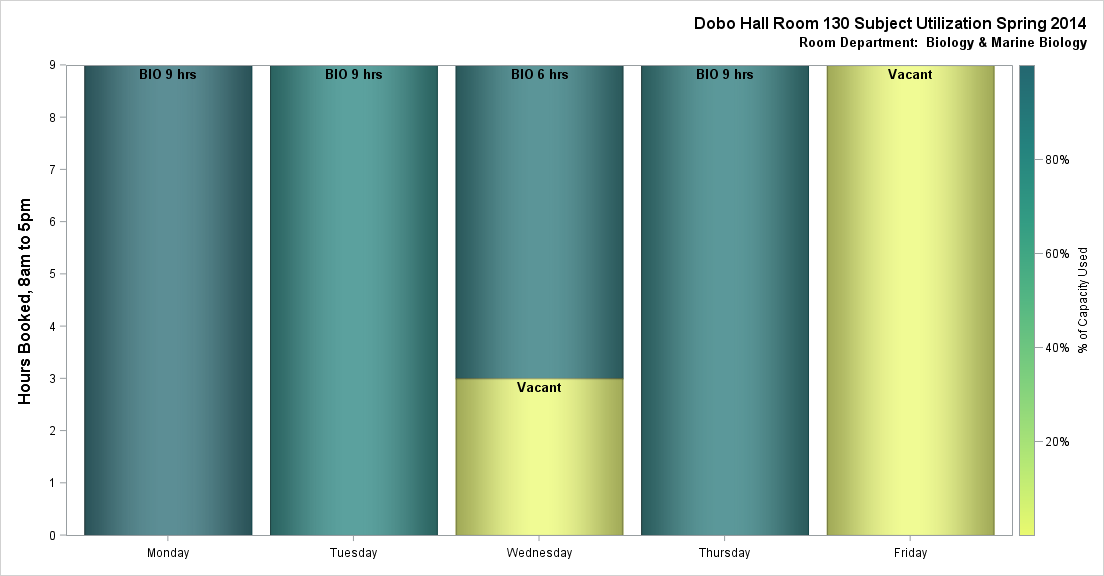 Dobo Hall Room 130 Subject Utilization Spring 2014
Room Department:  Biology & Marine Biology
Hours Booked, 8am to 5pm
9
8
7
6
5
4
3
2
1
0
BIO 9 hrs
BIO 9 hrs
BIO 6 hrs
BIO 9 hrs
Vacant
Vacant
Monday
Tuesday
Wednesday
Thursday
Friday
80%
60%
40%
20%
% of Capacity Used